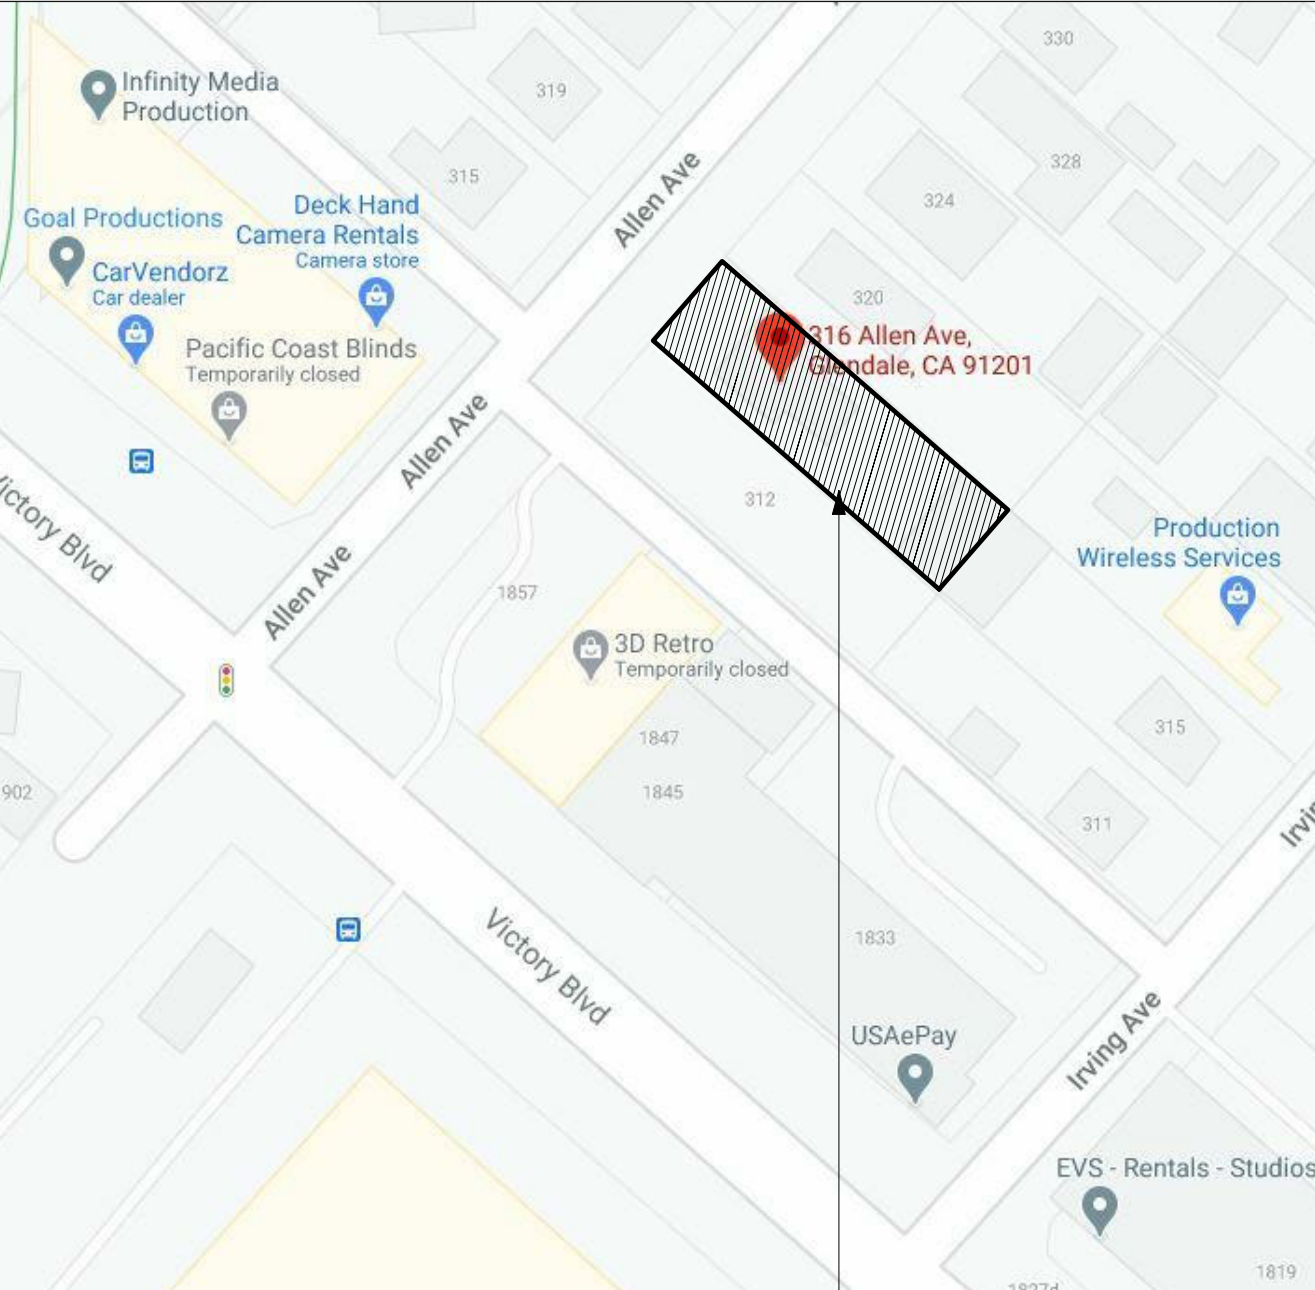 330
Infinity Media
Production
319
328
315
Allen Ave
324
Deck Hand
Camera Rentals
Camera store
Goal Productions
CarVendorz
Car dealer
320
316 Allen Ave,
Glendale, CA 91201
Pacific Coast Blinds
Temporarily closed
Allen Ave
312
Victory Blvd
Production
Wireless Services
Allen Ave
1857
3D Retro
Temporarily closed
315
1847
1845
902
311
Victory Blvd
1833
USAePay
Irving Ave
EVS - Rentals - Studios
1819